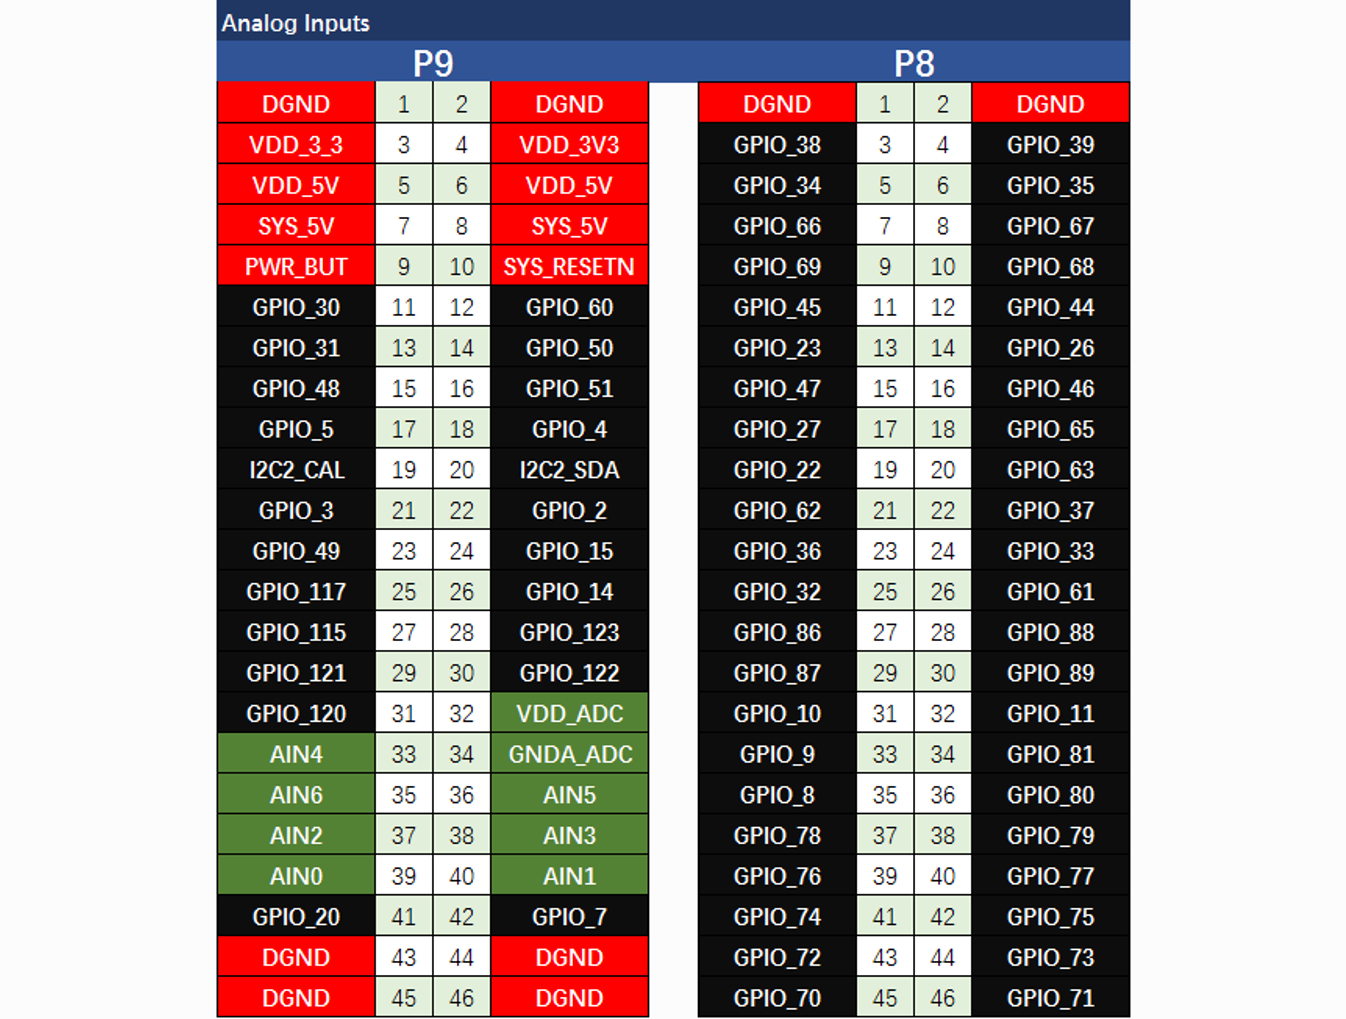 Analog Inputs
P9 P8
DGND 1 2 DGND DGND 1 2 DGND
VDD_3_3 3 4 VDD_3V3 GPIO_38 3 4 GPIO_39
VDD_5V 5 6 VDD_5V GPIO_34 5 6 GPIO_35
SYS_5V 7 8 SYS_5V GPIO_66 7 8 GPIO_67
PWR_BUT 9 10 SYS_RESETN GPIO_69 9 10 GPIO_68
GPIO_30 11 12 GPIO_60 GPIO_45 11 12 GPIO_44
GPIO_31 13 14 GPIO_50 GPIO_23 13 14 GPIO_26
GPIO_48 15 16 GPIO_51 GPIO_47 15 16 GPIO_46
GPIO_5 17 18 GPIO_4 GPIO_27 17 18 GPIO_65
I2C2_CAL 19 20 I2C2_SDA GPIO_22 19 20 GPIO_63
GPIO_3 21 22 GPIO_2 GPIO_62 21 22 GPIO_37
GPIO_49 23 24 GPIO_15 GPIO_36 23 24 GPIO_33
GPIO_117 25 26 GPIO_14 GPIO_32 25 26 GPIO_61
GPIO_115 27 28 GPIO_123 GPIO_86 27 28 GPIO_88
GPIO_121 29 30 GPIO_122 GPIO_87 29 30 GPIO_89
GPIO_120 31 32 VDD_ADC GPIO_10 31 32 GPIO_11
AIN4 33 34 GNDA_ADC GPIO_9 33 34 GPIO_81
AIN6 35 36 AIN5 GPIO_8 35 36 GPIO_80
AIN2 37 38 AIN3 GPIO_78 37 38 GPIO_79
AIN0 39 40 AIN1 GPIO_76 39 40 GPIO_77
GPIO_20 41 42 GPIO_7 GPIO_74 41 42 GPIO_75
DGND 43 44 DGND GPIO_72 43 44 GPIO_73
DGND 45 46 DGND GPIO_70 45 46 GPIO_71